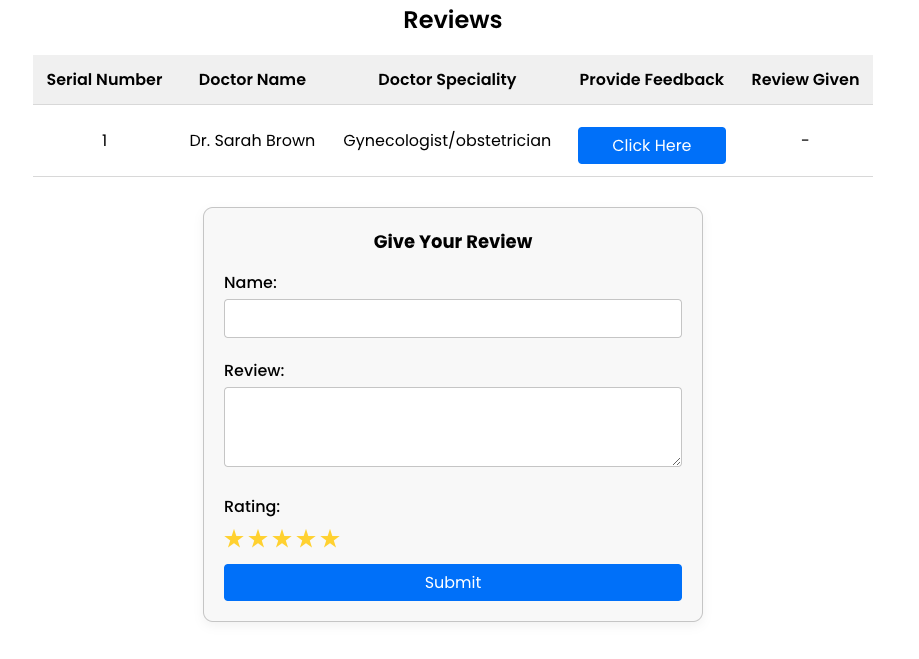 Reviews
Serial Number Doctor Name Doctor Speciality Provide Feedback Review Given
1 Dr. Sarah Brown Gynecologist/obstetrician Click Here -
Give Your Review
Name:
Review:
Rating:
★★★★★
Submit